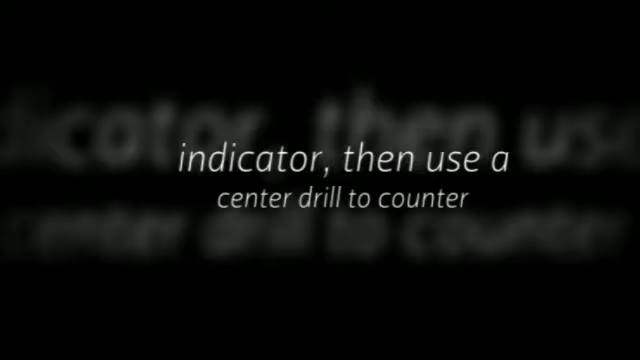 indicator, then use a
center drill to counter